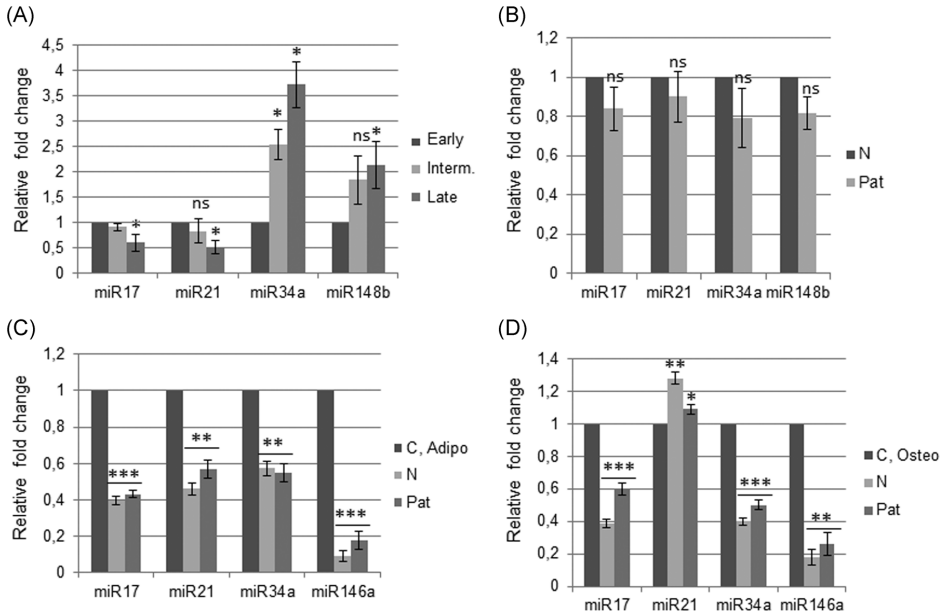 (A)
Relative fold change
4,5
4
3,5
3
2,5
2
1,5
1
0,5
0
*
ns
*
*
*
ns
*
miR17
miR21
miR34a
miR148b
Early
Interm.
Late
(B)
Relative fold change
1,2
1
0,8
0,6
0,4
0,2
0
ns
ns
ns
ns
miR17
miR21
miR34a
miR148b
N
Pat
(C)
Relative fold change
1,2
1
0,8
0,6
0,4
0,2
0
***
**
**
***
miR17
miR21
miR34a
miR146a
C, Adipo
N
Pat
(D)
Relative fold change
1,4
1,2
1
0,8
0,6
0,4
0,2
0
***
**
*
***
**
miR17
miR21
miR34a
miR146a
C, Osteo
N
Pat